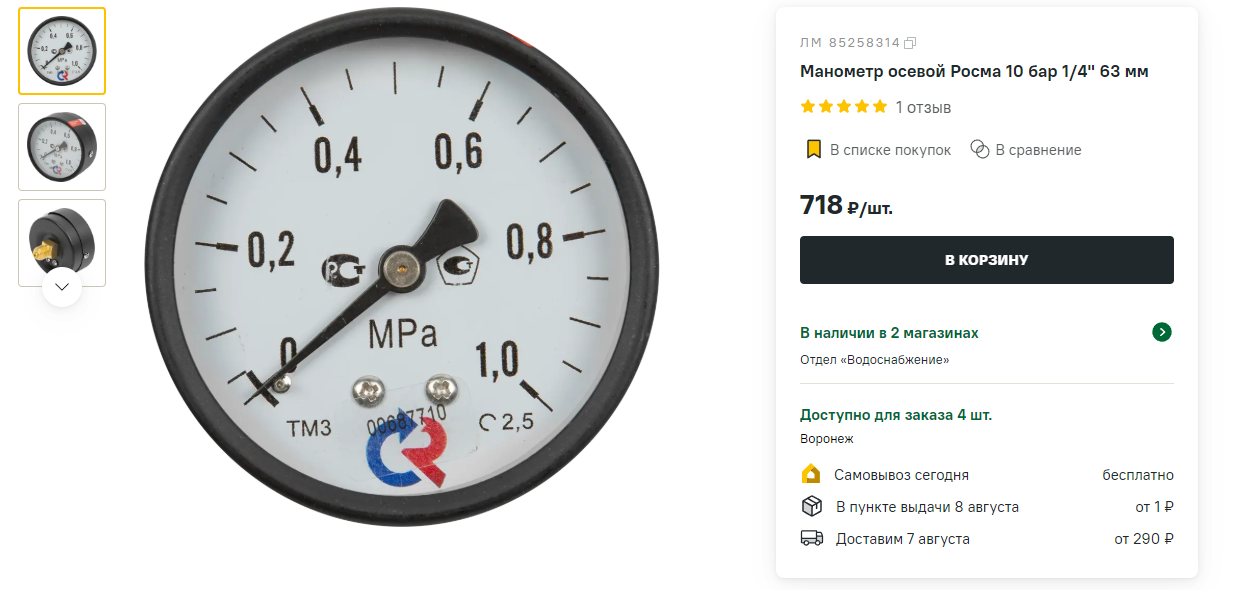 0,4
0,6
0,2
0,8
MPa
0
1,0
ТМЗ
00687710
2,5
ЛМ 85258314
Манометр осевой Росма 10 бар 1/4" 63 мм
1 отзыв
В списке покупок
В сравнение
718 ₽/шт.
В КОРЗИНУ
В наличии в 2 магазинах
Отдел «Водоснабжение»
Доступно для заказа 4 шт.
Воронеж
Самовывоз сегодня бесплатно
В пункте выдачи 8 августа от 1 ₽
Доставим 7 августа от 290 ₽